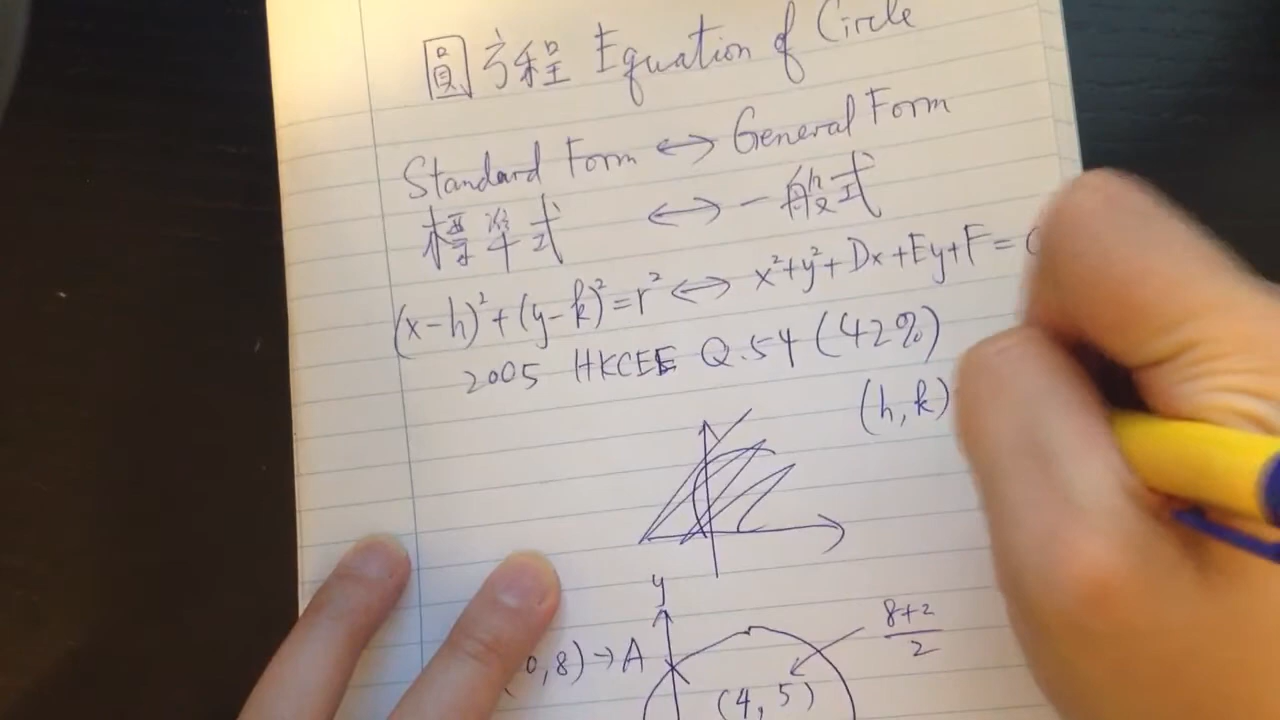 圓方程 Equation of Circle
Standard Form ↔ General Form
標準式 ↔ 一般式
(x-h)²+(y-k)²=r² ↔ x²+y²+Dx+Ey+F=
2005 HKCEE Q.54 (42%)
(h,k)
y
8+2
2
0,8)→A
(4,5)